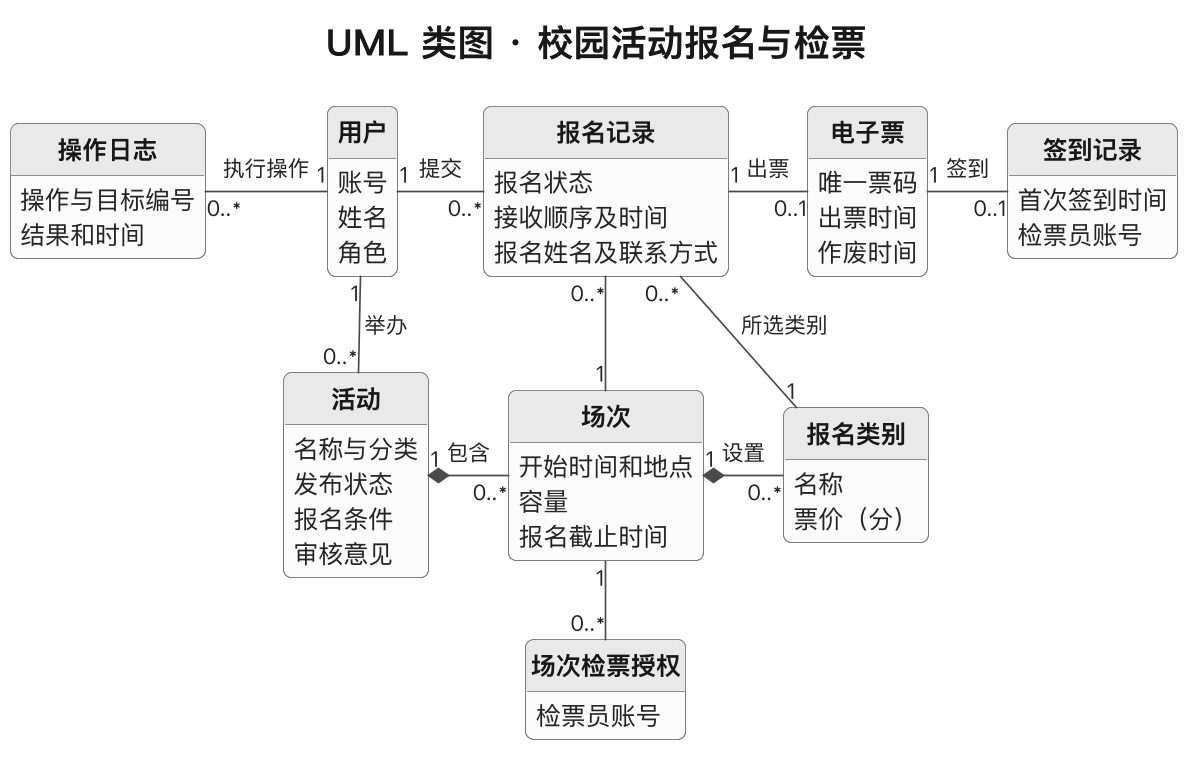 UML 类图 · 校园活动报名与检票
操作日志
操作与目标编号
结果和时间
执行操作
1
0..*
用户
账号
姓名
角色
1
提交
0..*
报名记录
报名状态
接收顺序及时间
报名姓名及联系方式
1
出票
0..1
电子票
唯一票码
出票时间
作废时间
1
签到
0..1
签到记录
首次签到时间
检票员账号
1
举办
0..*
0..*
1
0..*
所选类别
1
活动
名称与分类
发布状态
报名条件
审核意见
1
包含
0..*
场次
开始时间和地点
容量
报名截止时间
1
设置
0..*
报名类别
名称
票价（分）
1
0..*
场次检票授权
检票员账号